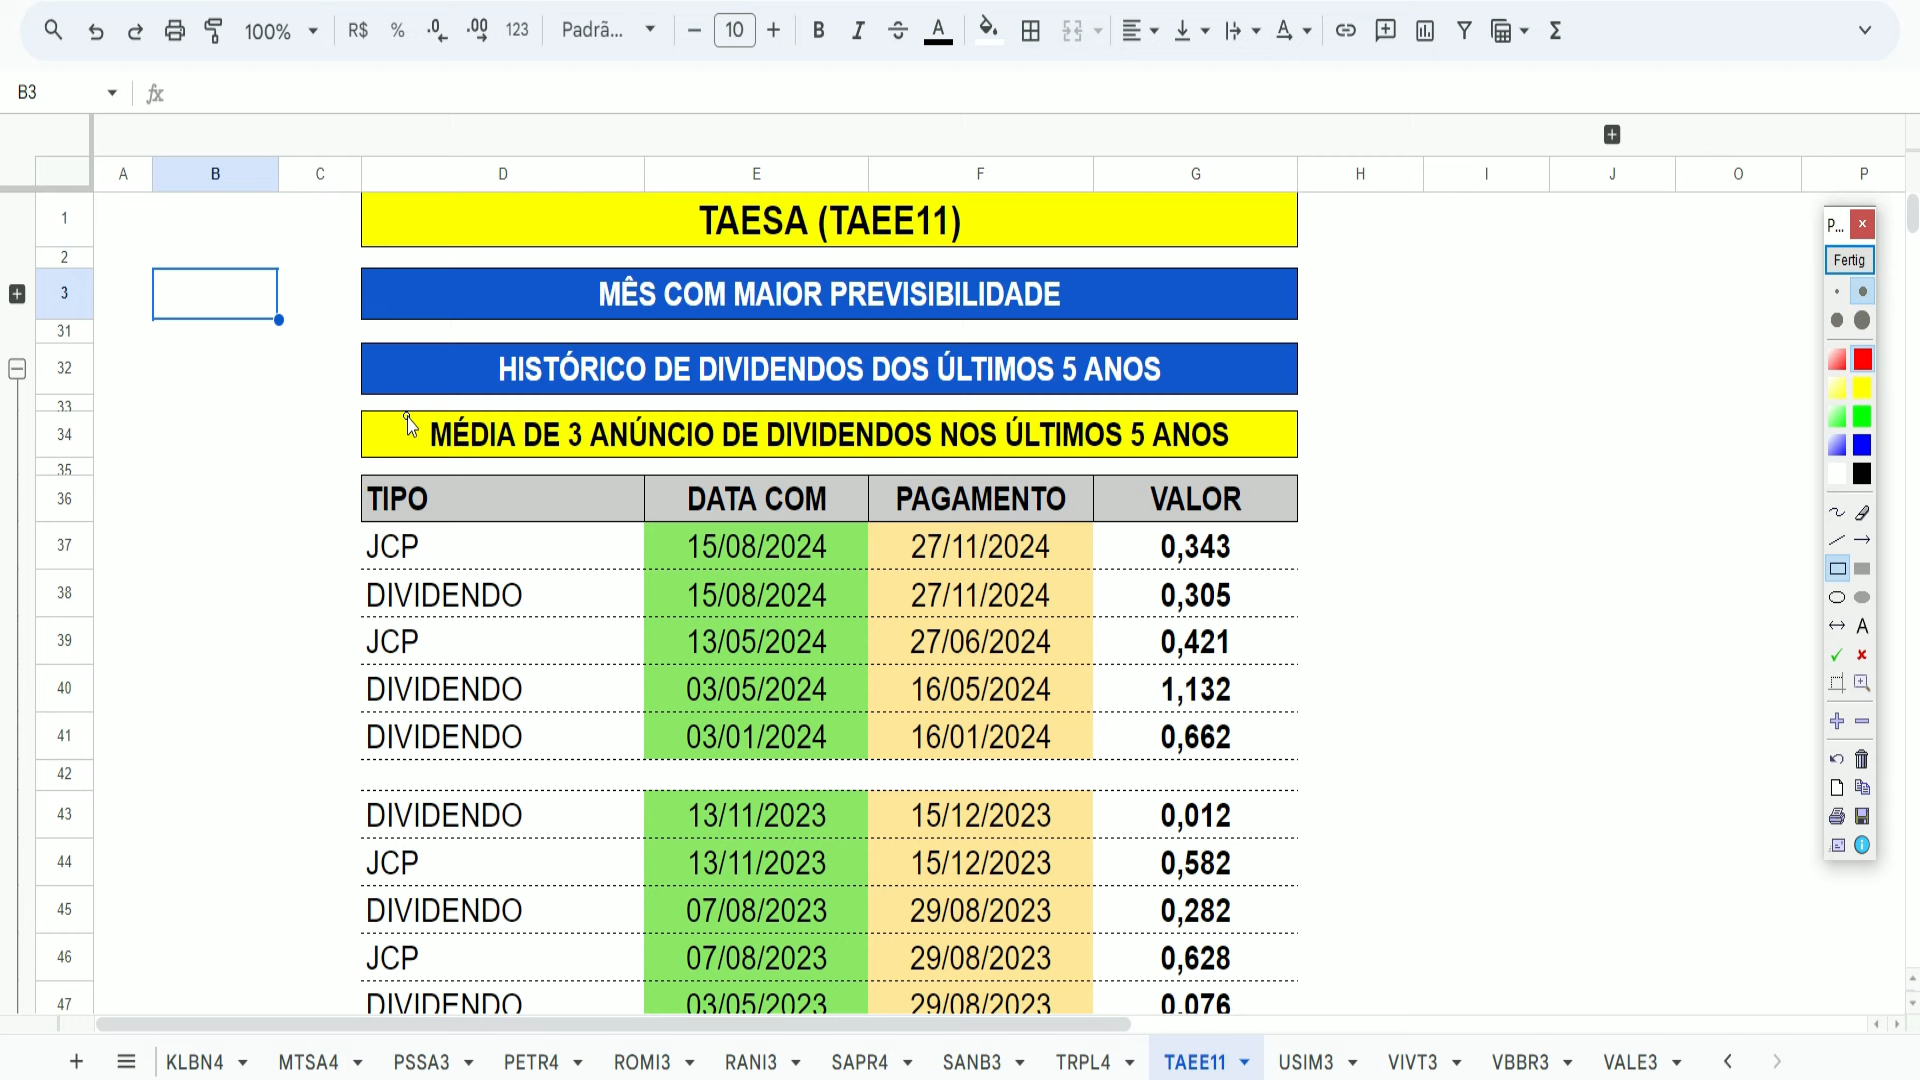 100% R$ % .0 .00 123 Padrã... − 10 + B I S A Σ
B3 fx
A B C D E F G H I J O P
1 TAESA (TAEE11)
2
3 MÊS COM MAIOR PREVISIBILIDADE
31
32 HISTÓRICO DE DIVIDENDOS DOS ÚLTIMOS 5 ANOS
33
34 MÉDIA DE 3 ANÚNCIO DE DIVIDENDOS NOS ÚLTIMOS 5 ANOS
35
36 TIPO DATA COM PAGAMENTO VALOR
37 JCP 15/08/2024 27/11/2024 0,343
38 DIVIDENDO 15/08/2024 27/11/2024 0,305
39 JCP 13/05/2024 27/06/2024 0,421
40 DIVIDENDO 03/05/2024 16/05/2024 1,132
41 DIVIDENDO 03/01/2024 16/01/2024 0,662
42
43 DIVIDENDO 13/11/2023 15/12/2023 0,012
44 JCP 13/11/2023 15/12/2023 0,582
45 DIVIDENDO 07/08/2023 29/08/2023 0,282
46 JCP 07/08/2023 29/08/2023 0,628
47 DIVIDENDO 03/05/2023 29/08/2023 0,076
P...
Fertig
A
KLBN4 MTSA4 PSSA3 PETR4 ROMI3 RANI3 SAPR4 SANB3 TRPL4 TAEE11 USIM3 VIVT3 VBBR3 VALE3